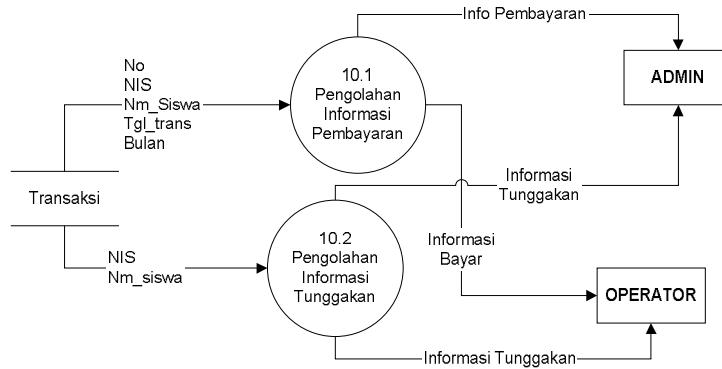 Info Pembayaran
No
NIS
Nm_Siswa
Tgl_trans
Bulan
10.1
Pengolahan
Informasi
Pembayaran
ADMIN
Transaksi
Informasi
Tunggakan
NIS
Nm_siswa
10.2
Pengolahan
Informasi
Tunggakan
Informasi
Bayar
OPERATOR
Informasi Tunggakan